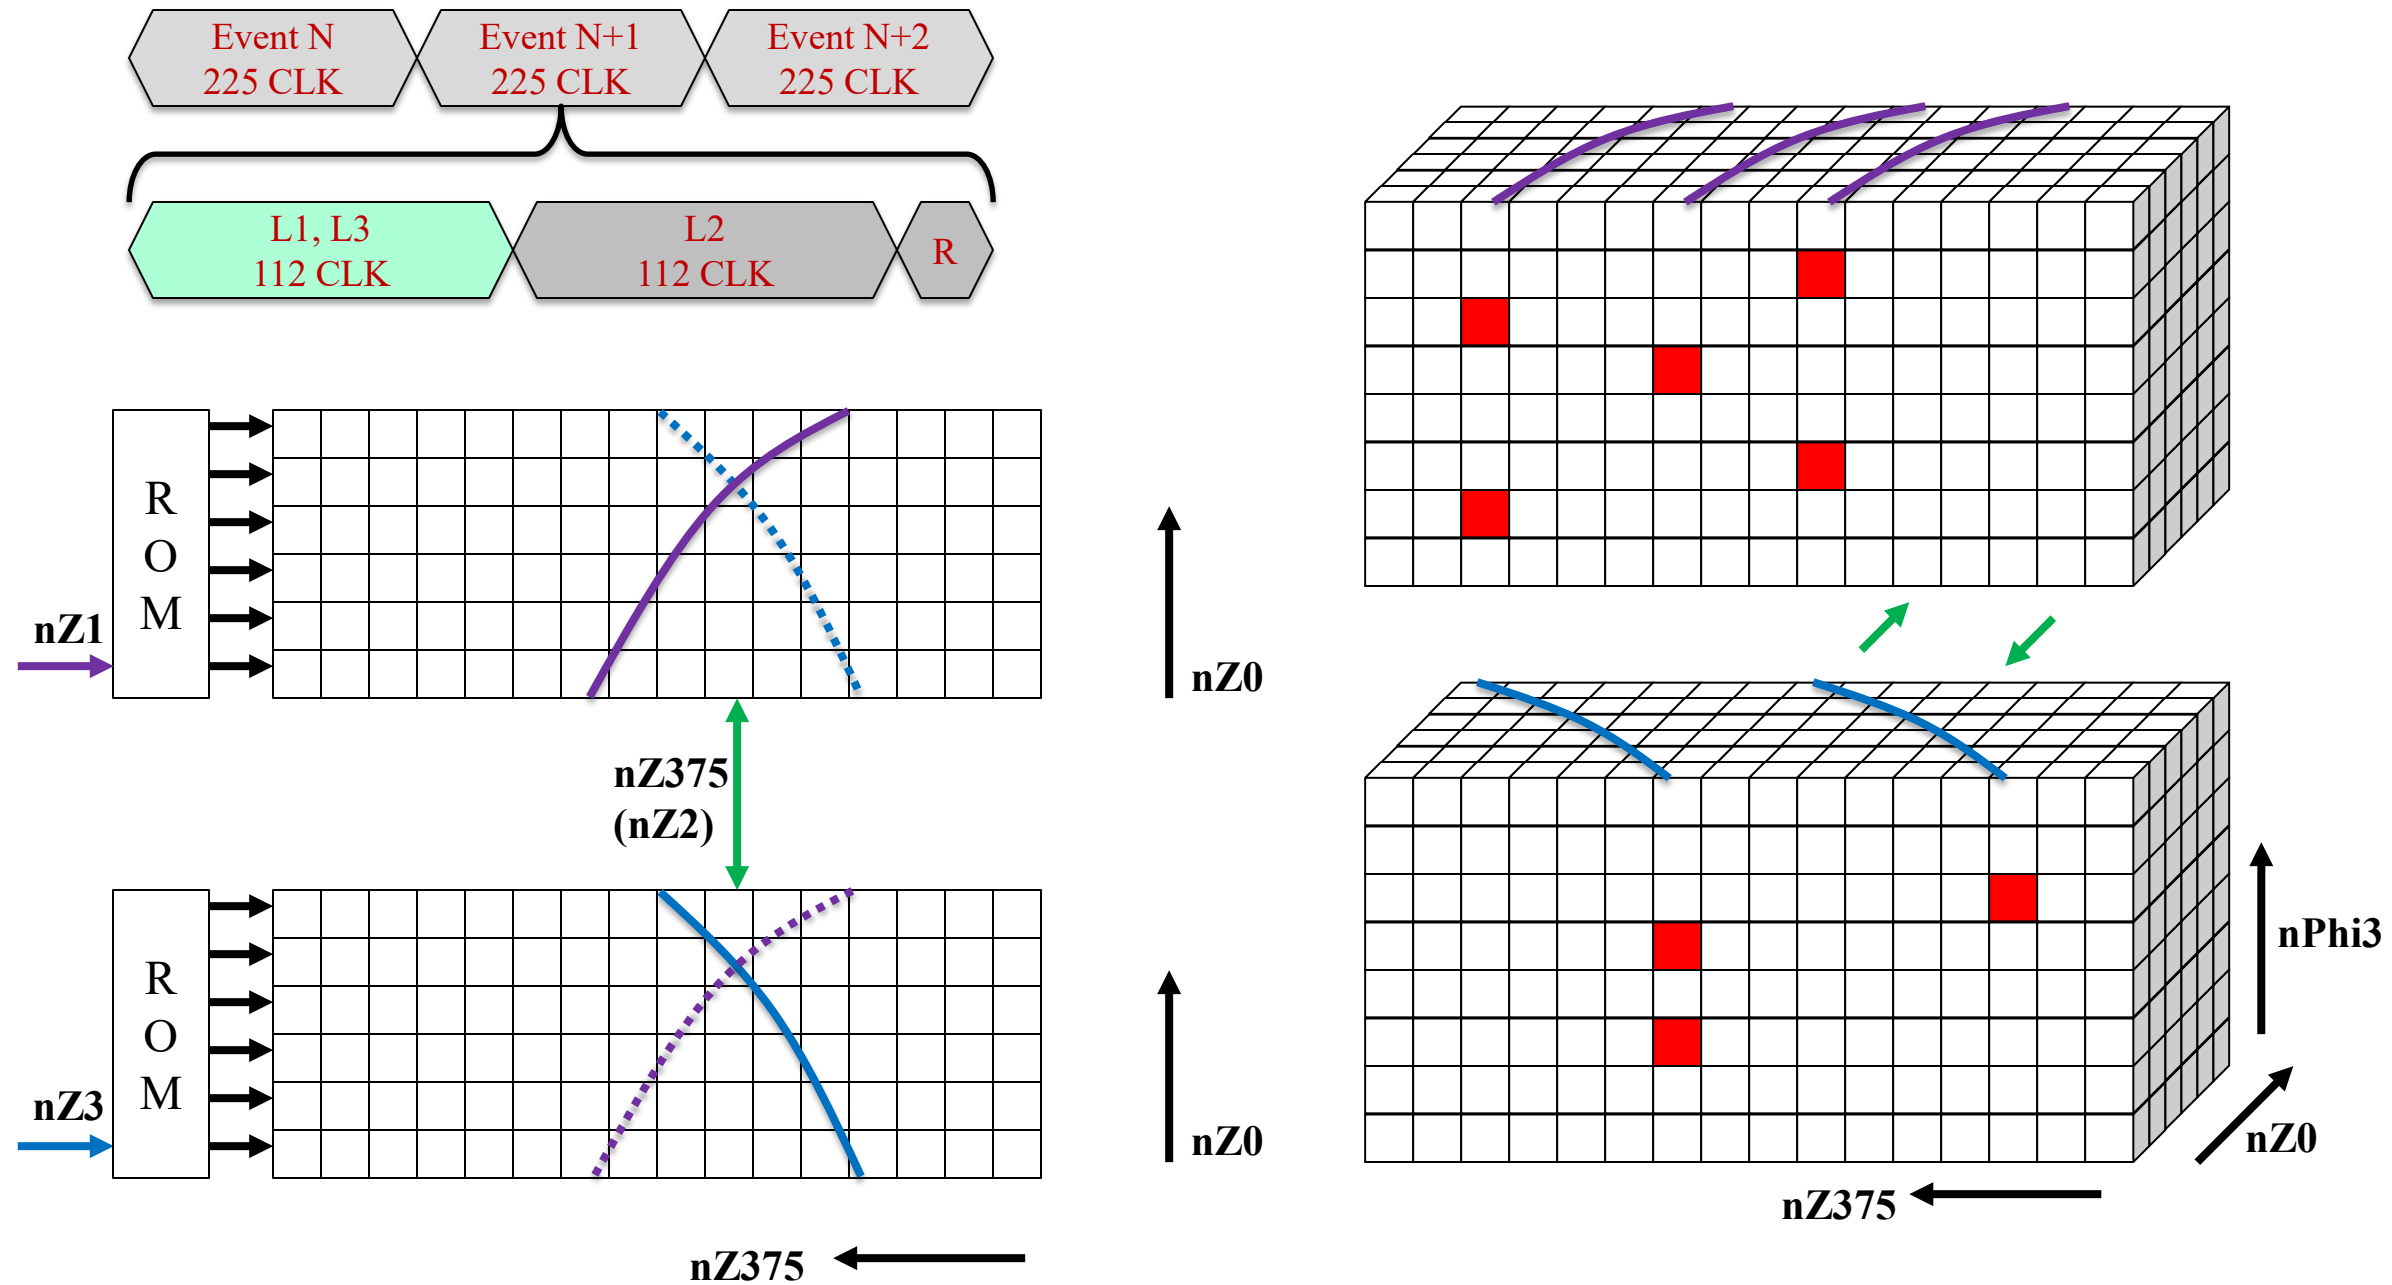 Event N
225 CLK
Event N+1
225 CLK
Event N+2
225 CLK
L1, L3
112 CLK
L2
112 CLK
R
R
O
M
nZ1
nZ0
nZ375
(nZ2)
R
O
M
nZ3
nZ0
nZ375
nPhi3
nZ0
nZ375